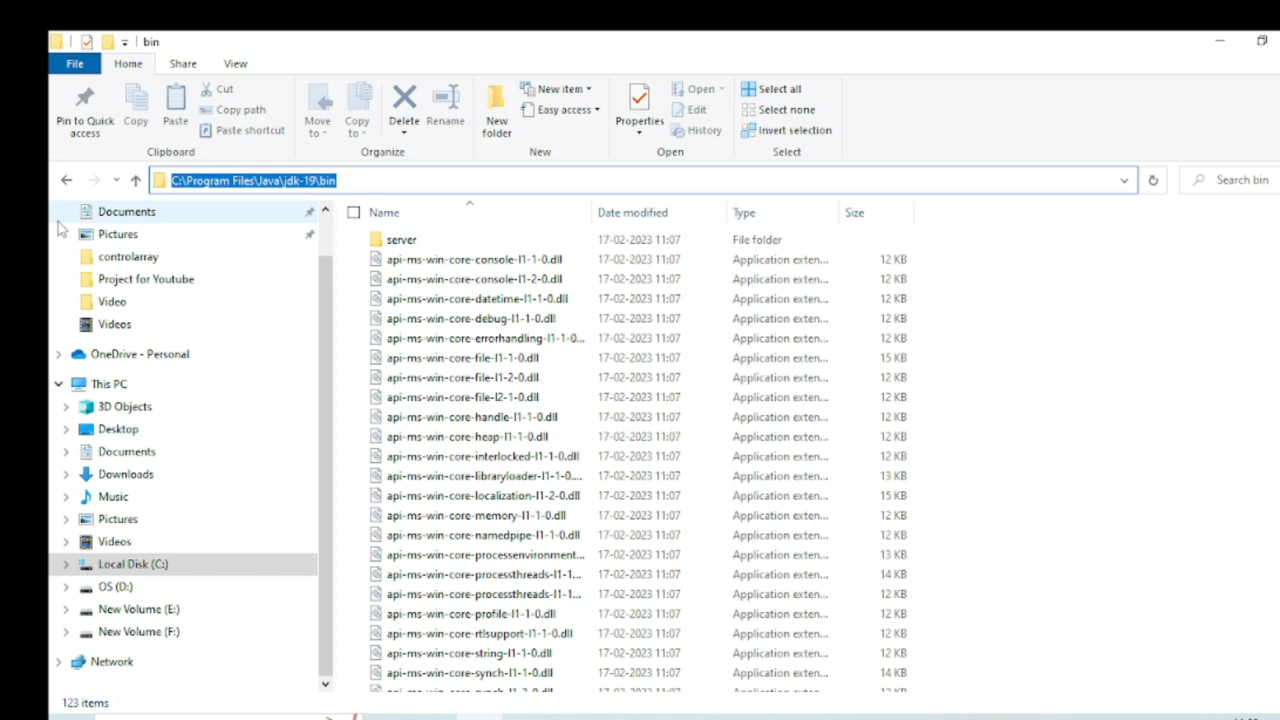 bin
File Home Share View
Pin to Quick access
Copy
Paste
Cut
Copy path
Paste shortcut
Clipboard
Move to
Copy to
Delete
Rename
Organize
New folder
New item
Easy access
New
Properties
Open
Edit
History
Open
Select all
Select none
Invert selection
Select
C:\Program Files\Java\jdk-19\bin
Search bin
Documents
Pictures
controlarray
Project for Youtube
Video
Videos
OneDrive - Personal
This PC
3D Objects
Desktop
Documents
Downloads
Music
Pictures
Videos
Local Disk (C:)
OS (D:)
New Volume (E:)
New Volume (F:)
Network
Name Date modified Type Size
server 17-02-2023 11:07 File folder
api-ms-win-core-console-l1-1-0.dll 17-02-2023 11:07 Application exten... 12 KB
api-ms-win-core-console-l1-2-0.dll 17-02-2023 11:07 Application exten... 12 KB
api-ms-win-core-datetime-l1-1-0.dll 17-02-2023 11:07 Application exten... 12 KB
api-ms-win-core-debug-l1-1-0.dll 17-02-2023 11:07 Application exten... 12 KB
api-ms-win-core-errorhandling-l1-1-0... 17-02-2023 11:07 Application exten... 12 KB
api-ms-win-core-file-l1-1-0.dll 17-02-2023 11:07 Application exten... 15 KB
api-ms-win-core-file-l1-2-0.dll 17-02-2023 11:07 Application exten... 12 KB
api-ms-win-core-file-l2-1-0.dll 17-02-2023 11:07 Application exten... 12 KB
api-ms-win-core-handle-l1-1-0.dll 17-02-2023 11:07 Application exten... 12 KB
api-ms-win-core-heap-l1-1-0.dll 17-02-2023 11:07 Application exten... 12 KB
api-ms-win-core-interlocked-l1-1-0.dll 17-02-2023 11:07 Application exten... 12 KB
api-ms-win-core-libraryloader-l1-1-0.... 17-02-2023 11:07 Application exten... 13 KB
api-ms-win-core-localization-l1-2-0.dll 17-02-2023 11:07 Application exten... 15 KB
api-ms-win-core-memory-l1-1-0.dll 17-02-2023 11:07 Application exten... 12 KB
api-ms-win-core-namedpipe-l1-1-0.dll 17-02-2023 11:07 Application exten... 12 KB
api-ms-win-core-processenvironment... 17-02-2023 11:07 Application exten... 13 KB
api-ms-win-core-processthreads-l1-1... 17-02-2023 11:07 Application exten... 14 KB
api-ms-win-core-processthreads-l1-1... 17-02-2023 11:07 Application exten... 12 KB
api-ms-win-core-profile-l1-1-0.dll 17-02-2023 11:07 Application exten... 12 KB
api-ms-win-core-rtlsupport-l1-1-0.dll 17-02-2023 11:07 Application exten... 12 KB
api-ms-win-core-string-l1-1-0.dll 17-02-2023 11:07 Application exten... 12 KB
api-ms-win-core-synch-l1-1-0.dll 17-02-2023 11:07 Application exten... 14 KB
123 items